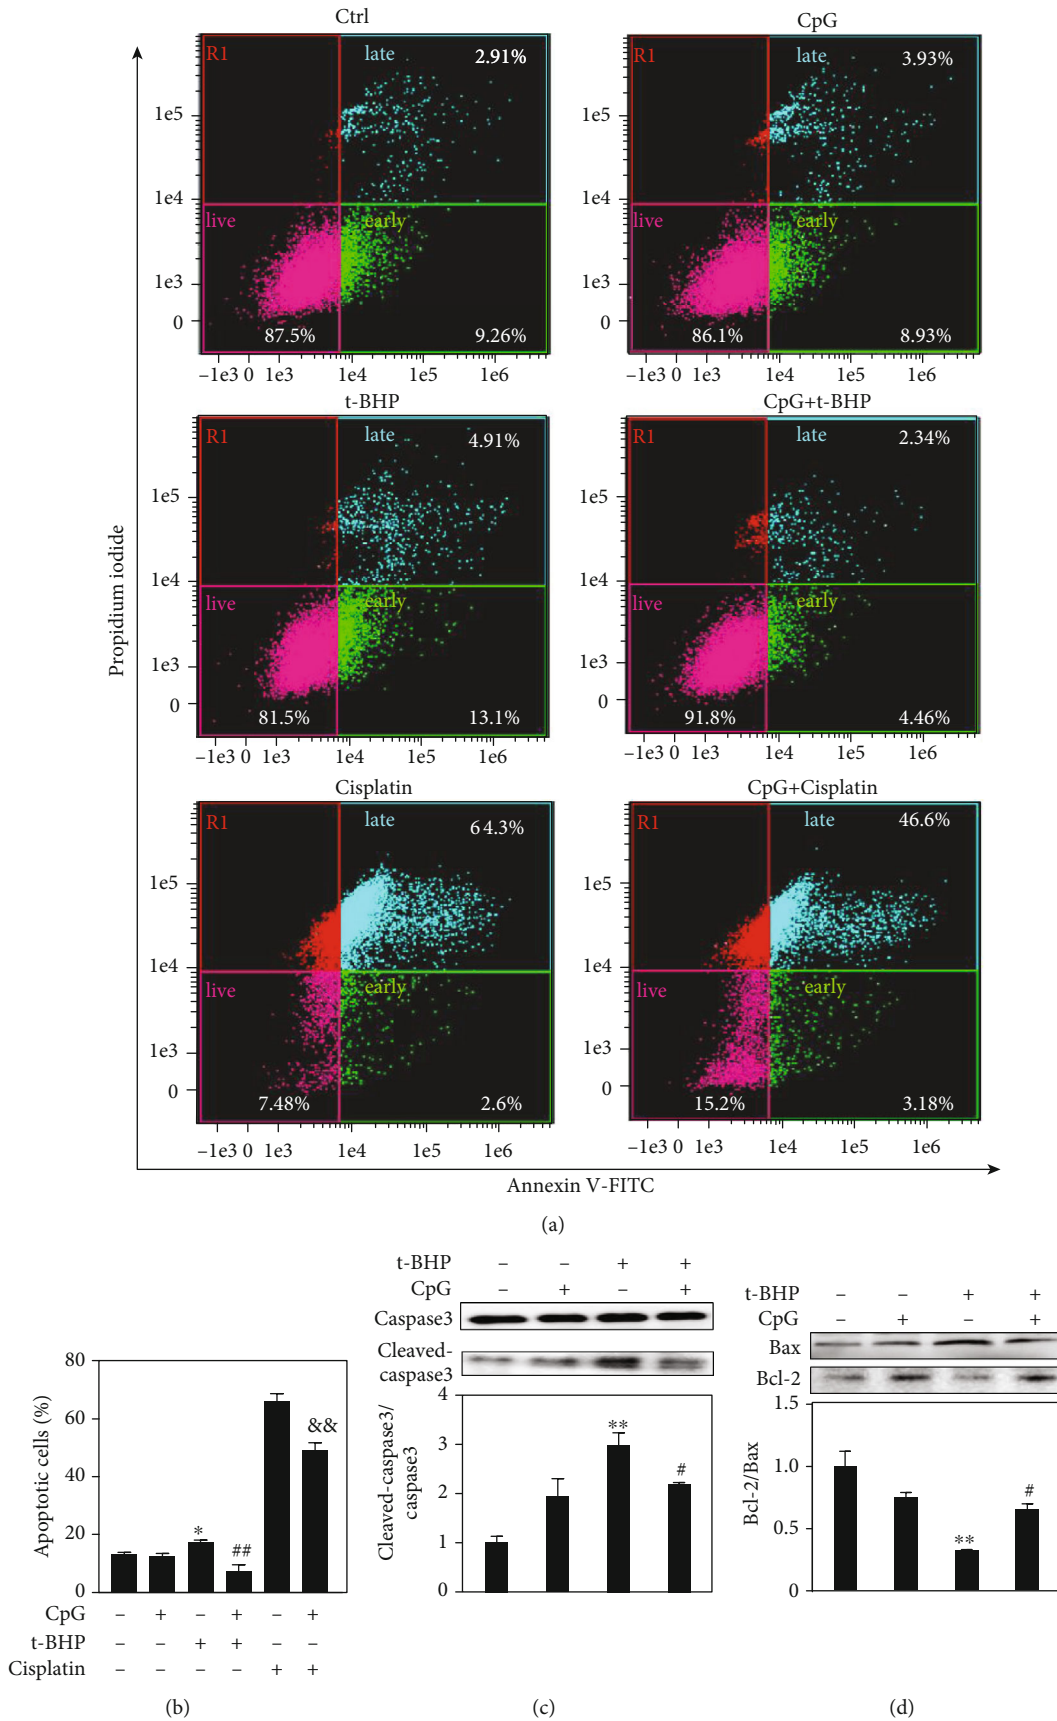 Ctrl
CpG
R1 late 2.91%
R1 late 3.93%
1e5
1e5
1e4
1e4
live early
live early
1e3
1e3
0
0
87.5% 9.26%
86.1% 8.93%
–1e3 0 1e3 1e4 1e5 1e6
–1e3 0 1e3 1e4 1e5 1e6
t-BHP
CpG+t-BHP
R1 late 4.91%
R1 late 2.34%
1e5
1e5
Propidium iodide
1e4
1e4
live early
live early
1e3
1e3
0
0
81.5% 13.1%
91.8% 4.46%
–1e3 0 1e3 1e4 1e5 1e6
–1e3 0 1e3 1e4 1e5 1e6
Cisplatin
CpG+Cisplatin
R1 late 64.3%
R1 late 46.6%
1e5
1e5
1e4
1e4
live early
live early
1e3
1e3
0
0
7.48% 2.6%
15.2% 3.18%
–1e3 0 1e3 1e4 1e5 1e6
–1e3 0 1e3 1e4 1e5 1e6
Annexin V-FITC
(a)
80
60
40
20
0
Apoptotic cells (%)
* ## &&
CpG – + – + – +
t-BHP – – + + – –
Cisplatin – – – – + +
(b)
t-BHP – – + +
CpG – + – +
Caspase3
Cleaved-
caspase3
4
3
2
1
0
Cleaved-caspase3/
caspase3
** #
(c)
t-BHP – – + +
CpG – + – +
Bax
Bcl-2
1.5
1.0
0.5
0
Bcl-2/Bax
** #
(d)